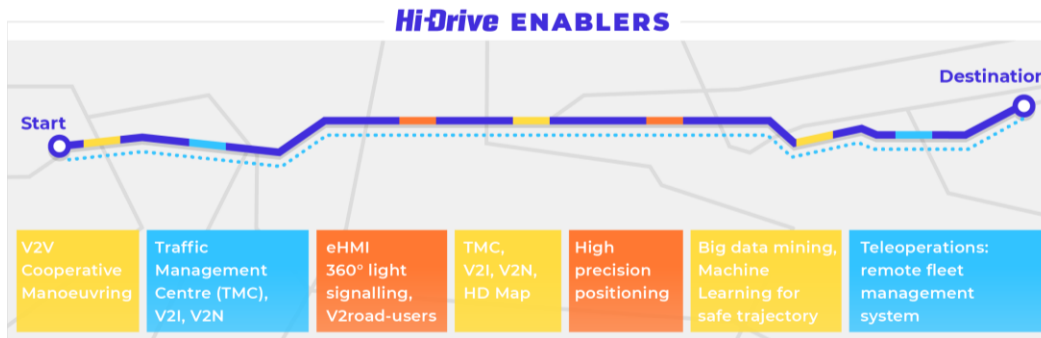 Hi-Drive ENABLERS
Destination
Start
V2V
Cooperative
Manoeuvring
Traffic
Management
Centre (TMC),
V2I, V2N
eHMI
360° light
signalling,
V2road-users
TMC,
V2I, V2N,
HD Map
High
precision
positioning
Big data mining,
Machine
Learning for
safe trajectory
Teleoperations:
remote fleet
management
system